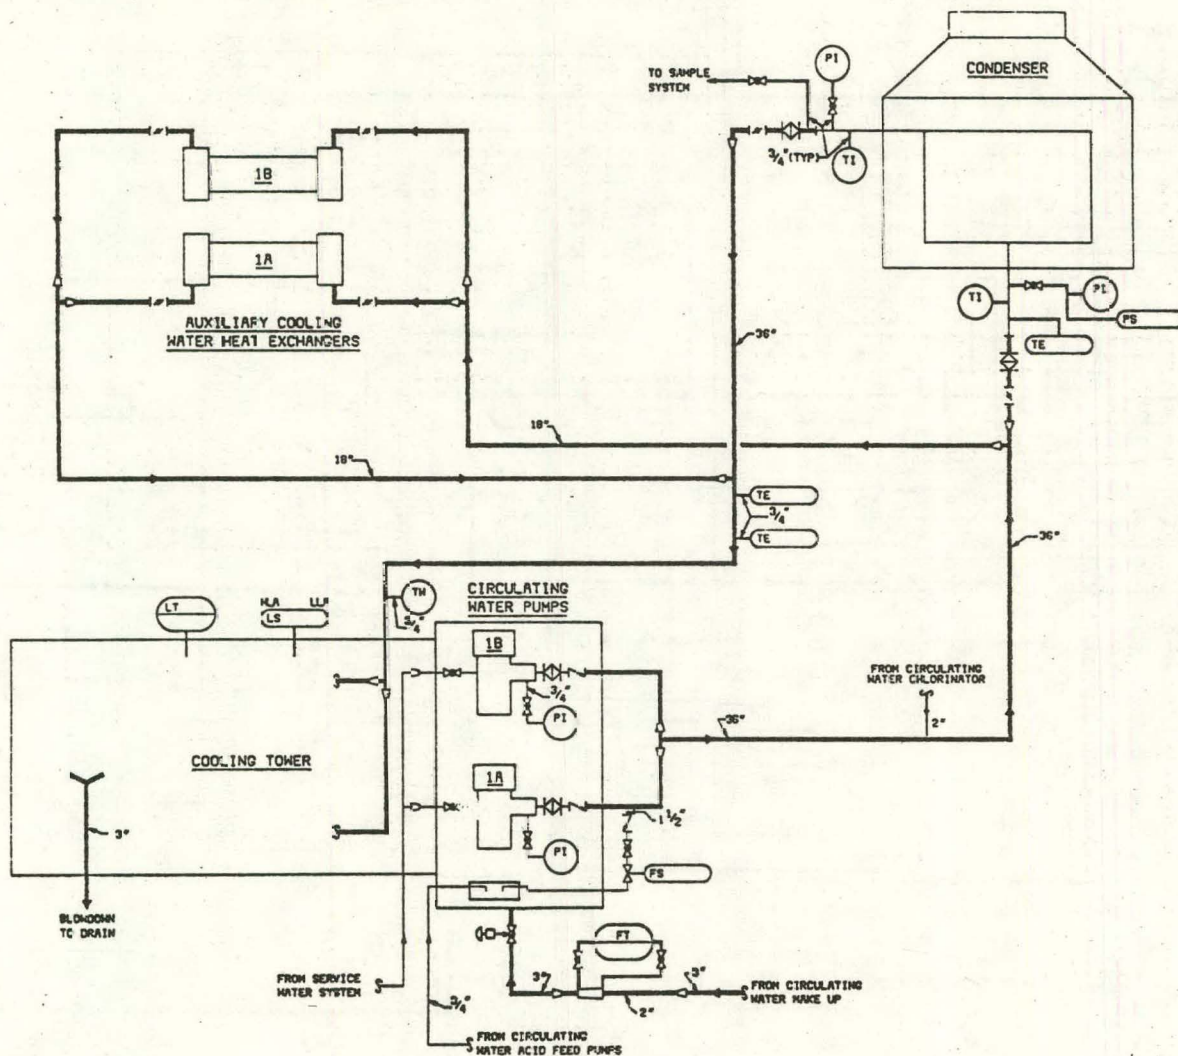 CONDENSER
PI
TO SAMPLE
SYSTEM
3/4" (TYP)
TI
1B
1A
AUXILIARY COOLING
WATER HEAT EXCHANGERS
TI
PI
PS
TE
36"
18"
18"
TE
3/4"
TE
36"
CIRCULATING
WATER PUMPS
TW
3/4"
LT
LS
1B
3/4"
PI
FROM CIRCULATING
WATER CHLORINATOR
2"
36"
COOLING TOWER
1A
1 1/2"
PI
3"
FS
BLOWDOWN
TO DRAIN
FT
FROM SERVICE
WATER SYSTEM
3"
3"
2"
FROM CIRCULATING
WATER MAKE UP
3/4"
FROM CIRCULATING
WATER ACID FEED PUMPS